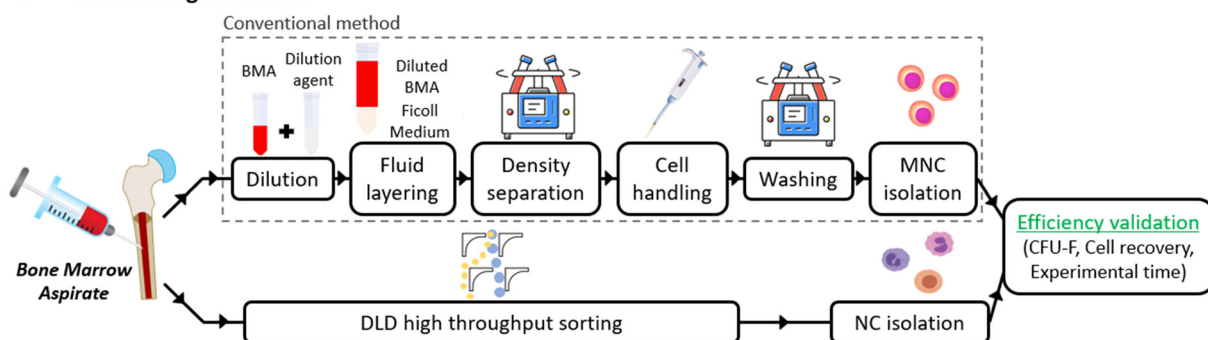 Conventional method
BMA
Dilution
agent
Diluted
BMA
Ficoll
Medium
Dilution
Fluid
layering
Density
separation
Cell
handling
Washing
MNC
isolation
Bone Marrow
Aspirate
DLD high throughput sorting
NC isolation
Efficiency validation
(CFU-F, Cell recovery,
Experimental time)